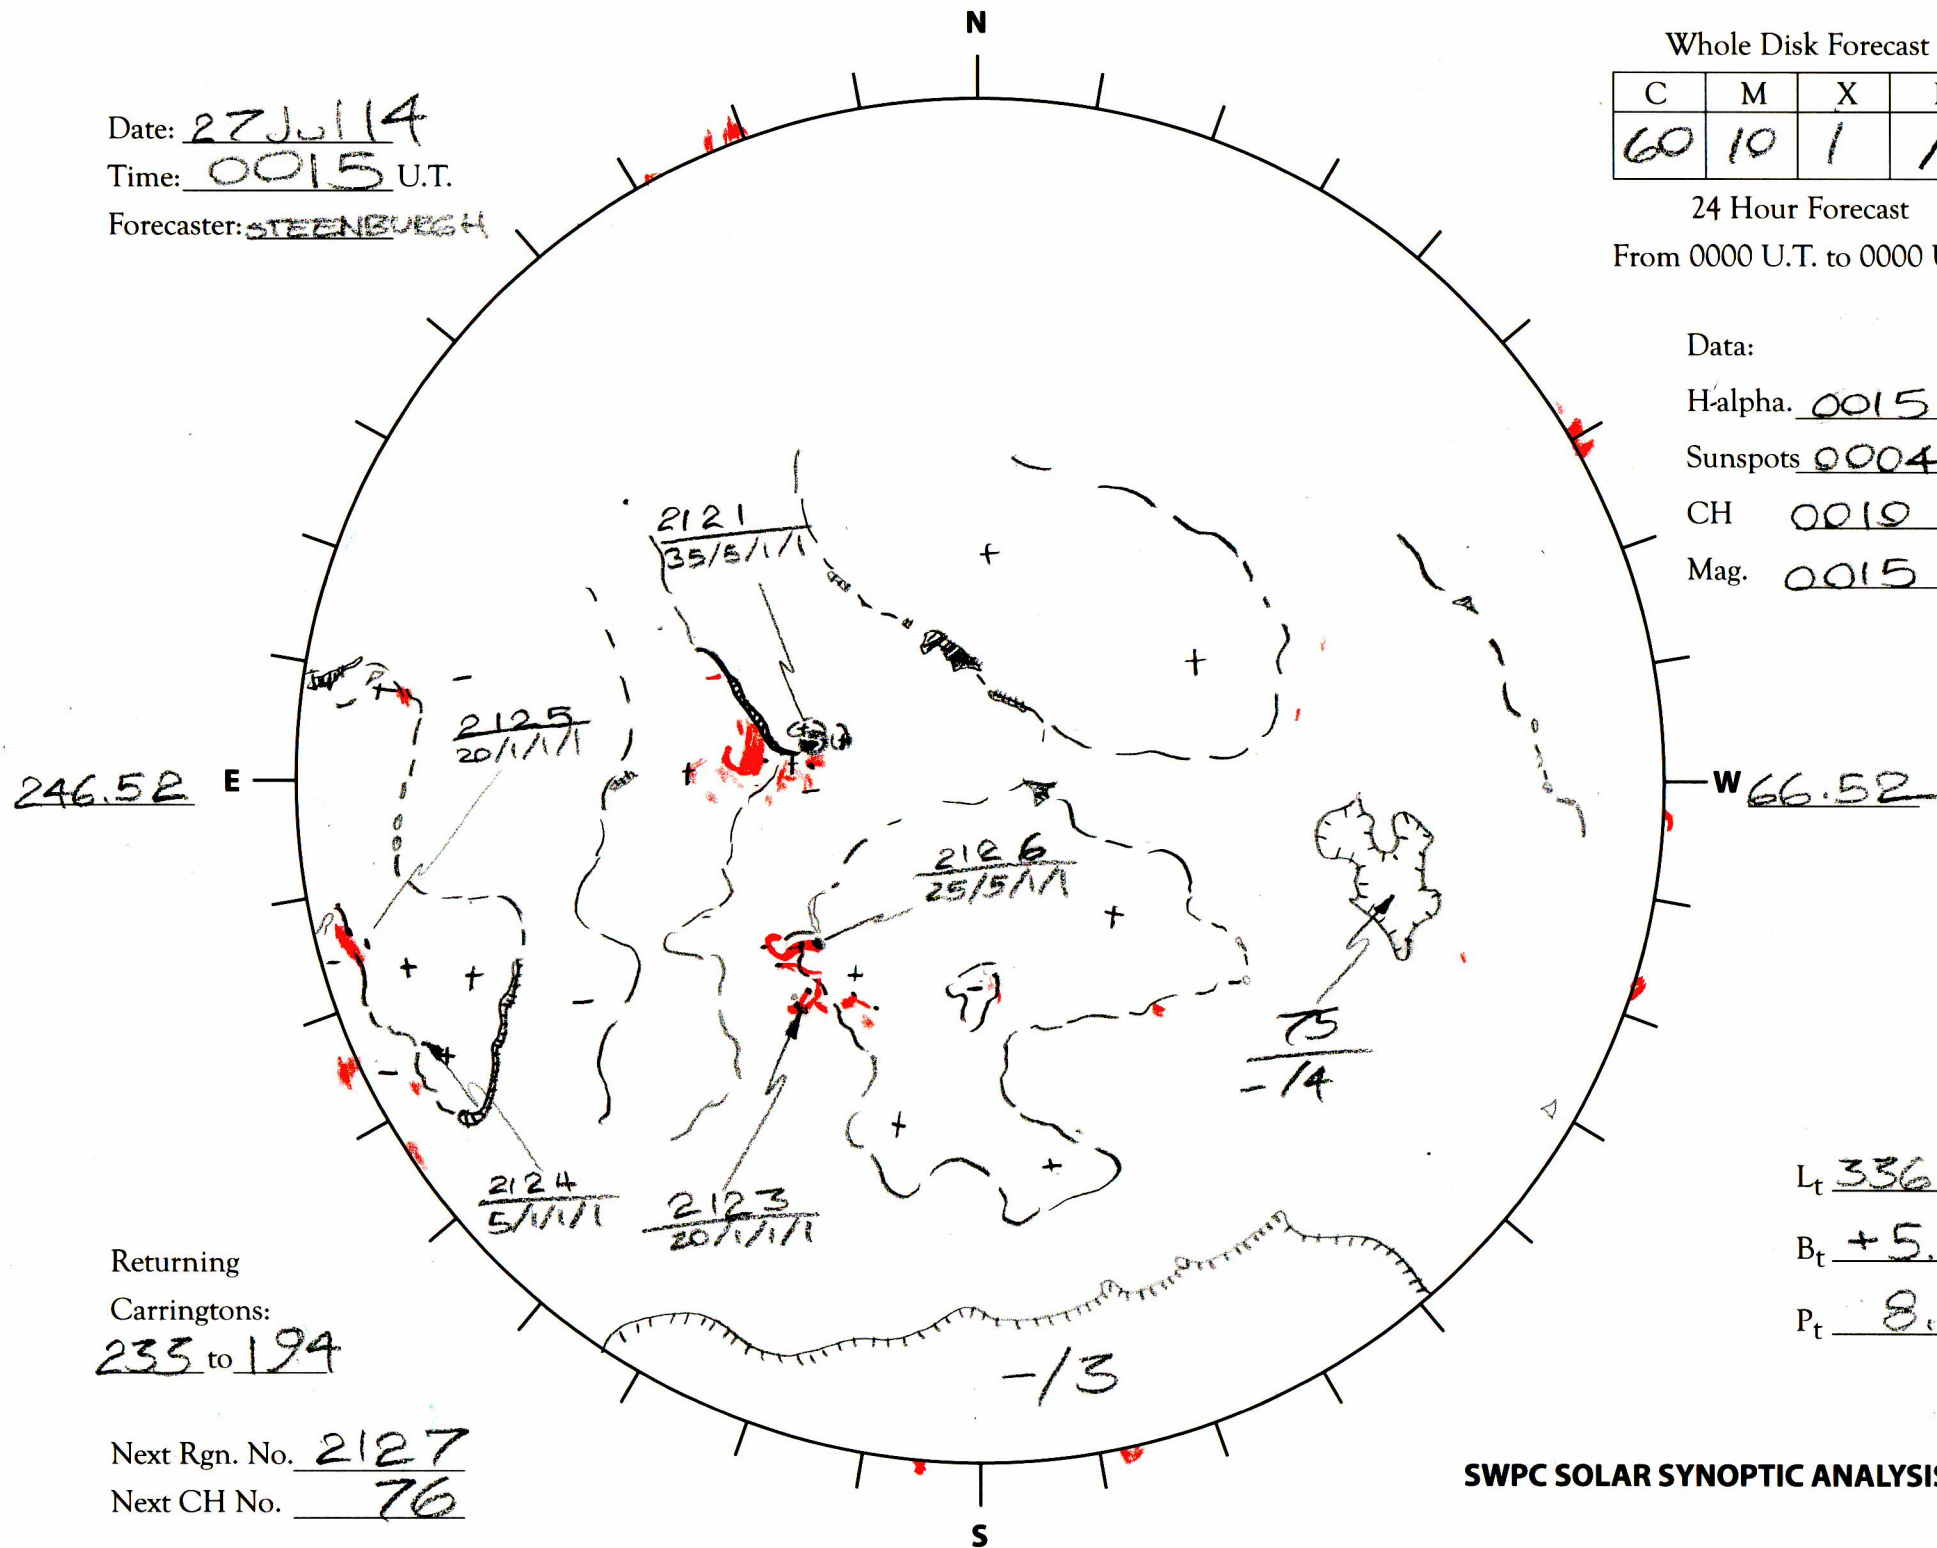 N
Whole Disk Forecast
C M X
60 10 1
24 Hour Forecast
From 0000 U.T. to 0000
Date: 27 Jul 14
Time: 0015 U.T.
Forecaster: STEENBURGH
Data:
H-alpha. 0015
Sunspots 0004
CH 0010
Mag. 0015
2121
35/5/1/1
2125
20/1/1/1
246.52 E
W 66.52
2126
25/5/1/1
75
-/4
2124
5/1/1/1
2123
20/1/1/1
Lt 336
Bt +5.
Pt 8.
Returning
Carringtons:
233 to 194
-/3
Next Rgn. No. 2127
Next CH No. 76
SWPC SOLAR SYNOPTIC ANALYSIS
S